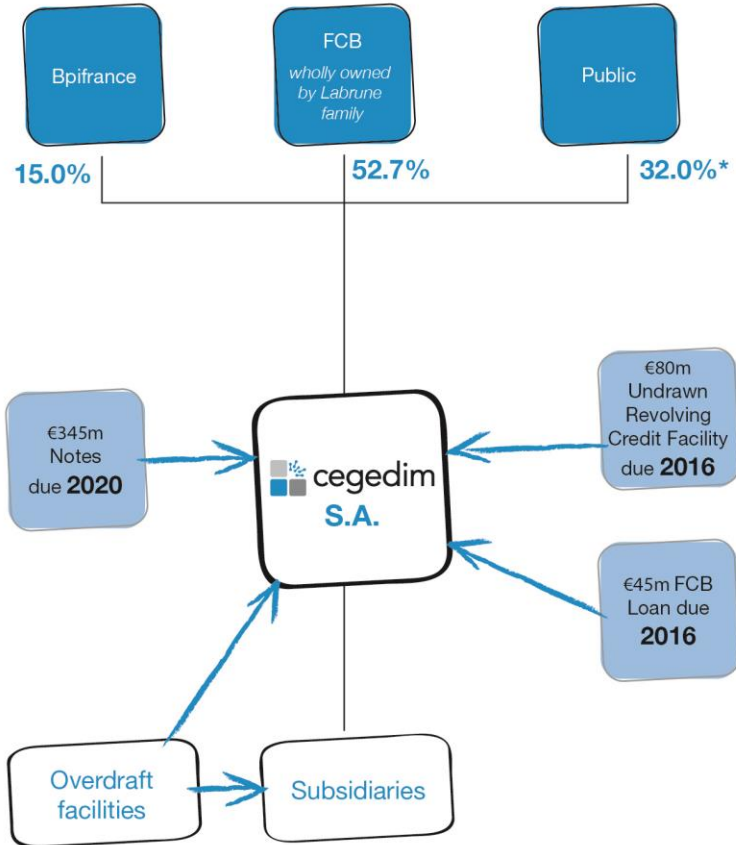 Bpifrance
FCB
wholly owned
by Labrune
family
Public
15.0%
52.7%
32.0%*
€345m
Notes
due 2020
cegedim
S.A.
€80m
Undrawn
Revolving
Credit Facility
due 2016
€45m FCB
Loan due
2016
Overdraft
facilities
Subsidiaries